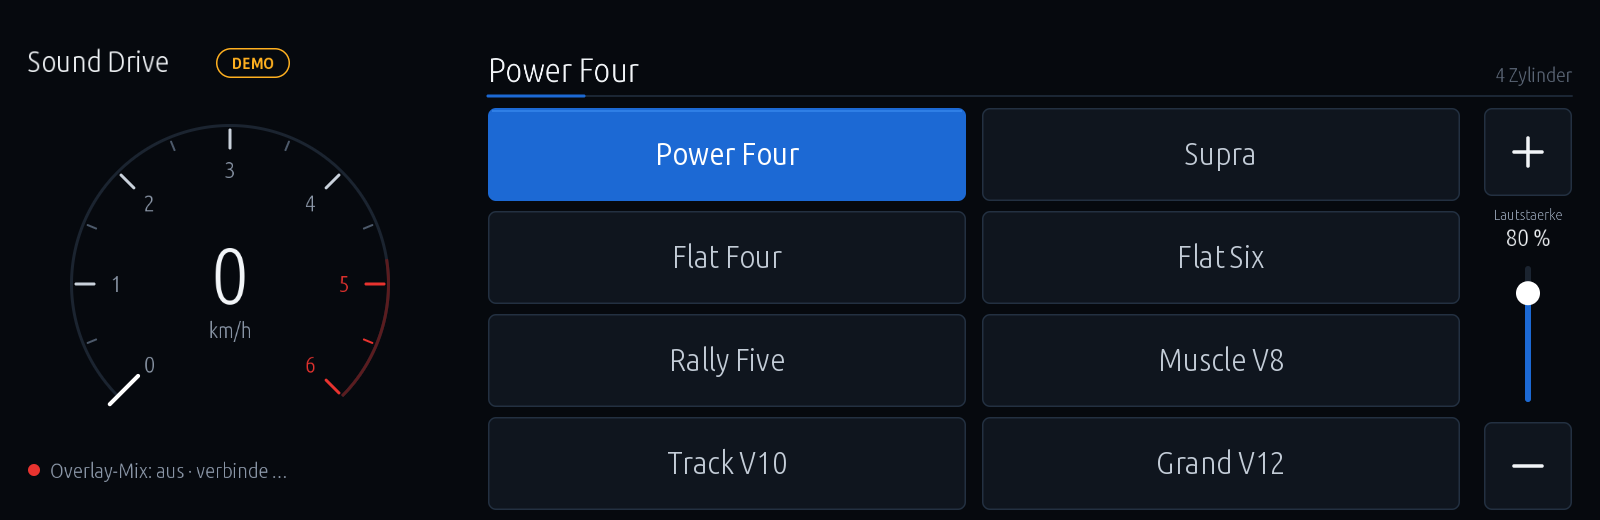 Sound Drive
DEMO
3
2
4
1
5
0
6
0
km/h
Overlay-Mix: aus · verbinde ...
Power Four
4 Zylinder
Power Four
Supra
Flat Four
Flat Six
Rally Five
Muscle V8
Track V10
Grand V12
+
Lautstaerke
80 %
−